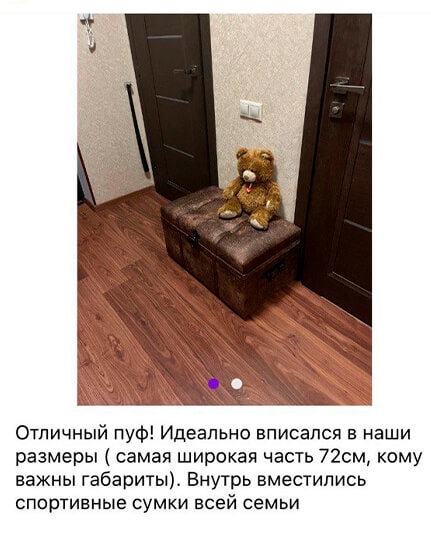 Отличный пуф! Идеально вписался в наши
размеры ( самая широкая часть 72см, кому
важны габариты). Внутрь вместились
спортивные сумки всей семьи